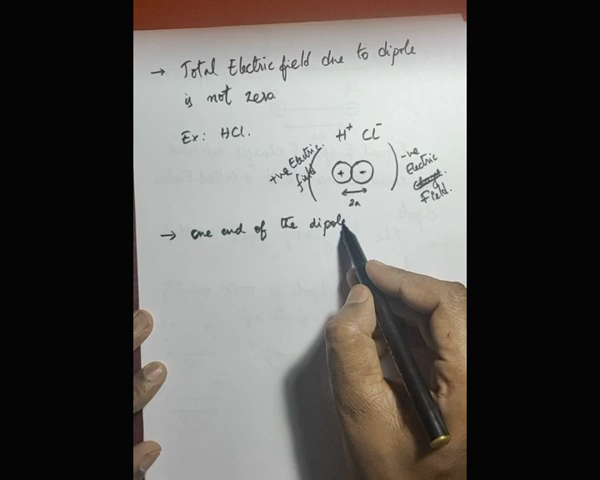 → Total Electric field due to dipole
is not zero
Ex: HCl.
H⁺ Cl⁻
+ve Electric
field
+ -
2a
-ve
Electric
Field.
→ one end of the dipole